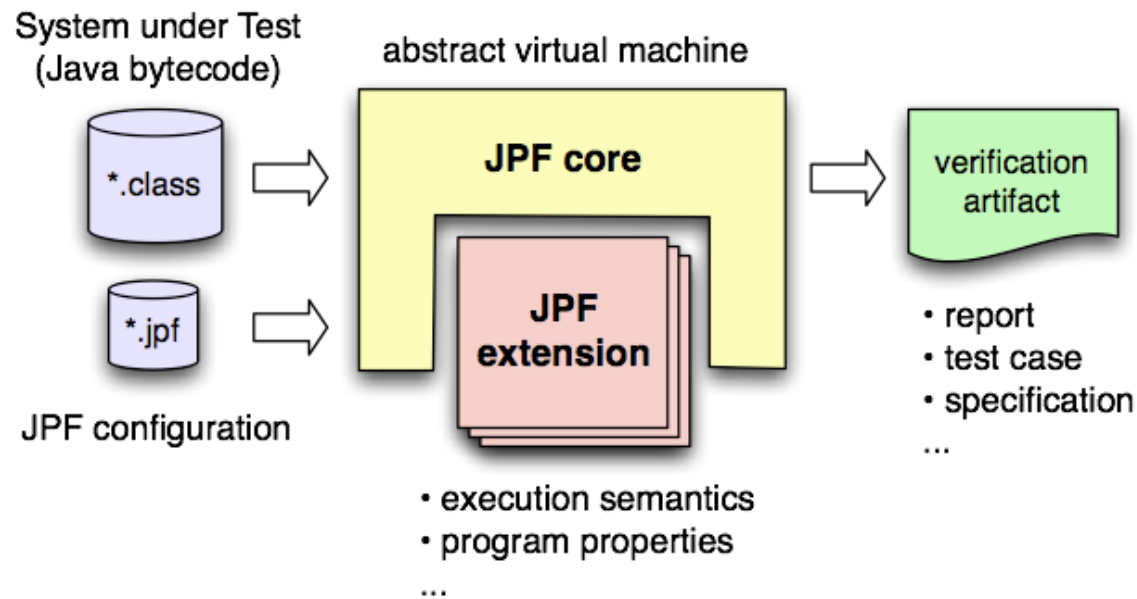 System under Test
(Java bytecode)
abstract virtual machine
*.class
JPF core
verification
artifact
*.jpf
JPF
extension
JPF configuration
• report
• test case
• specification
...
• execution semantics
• program properties
...